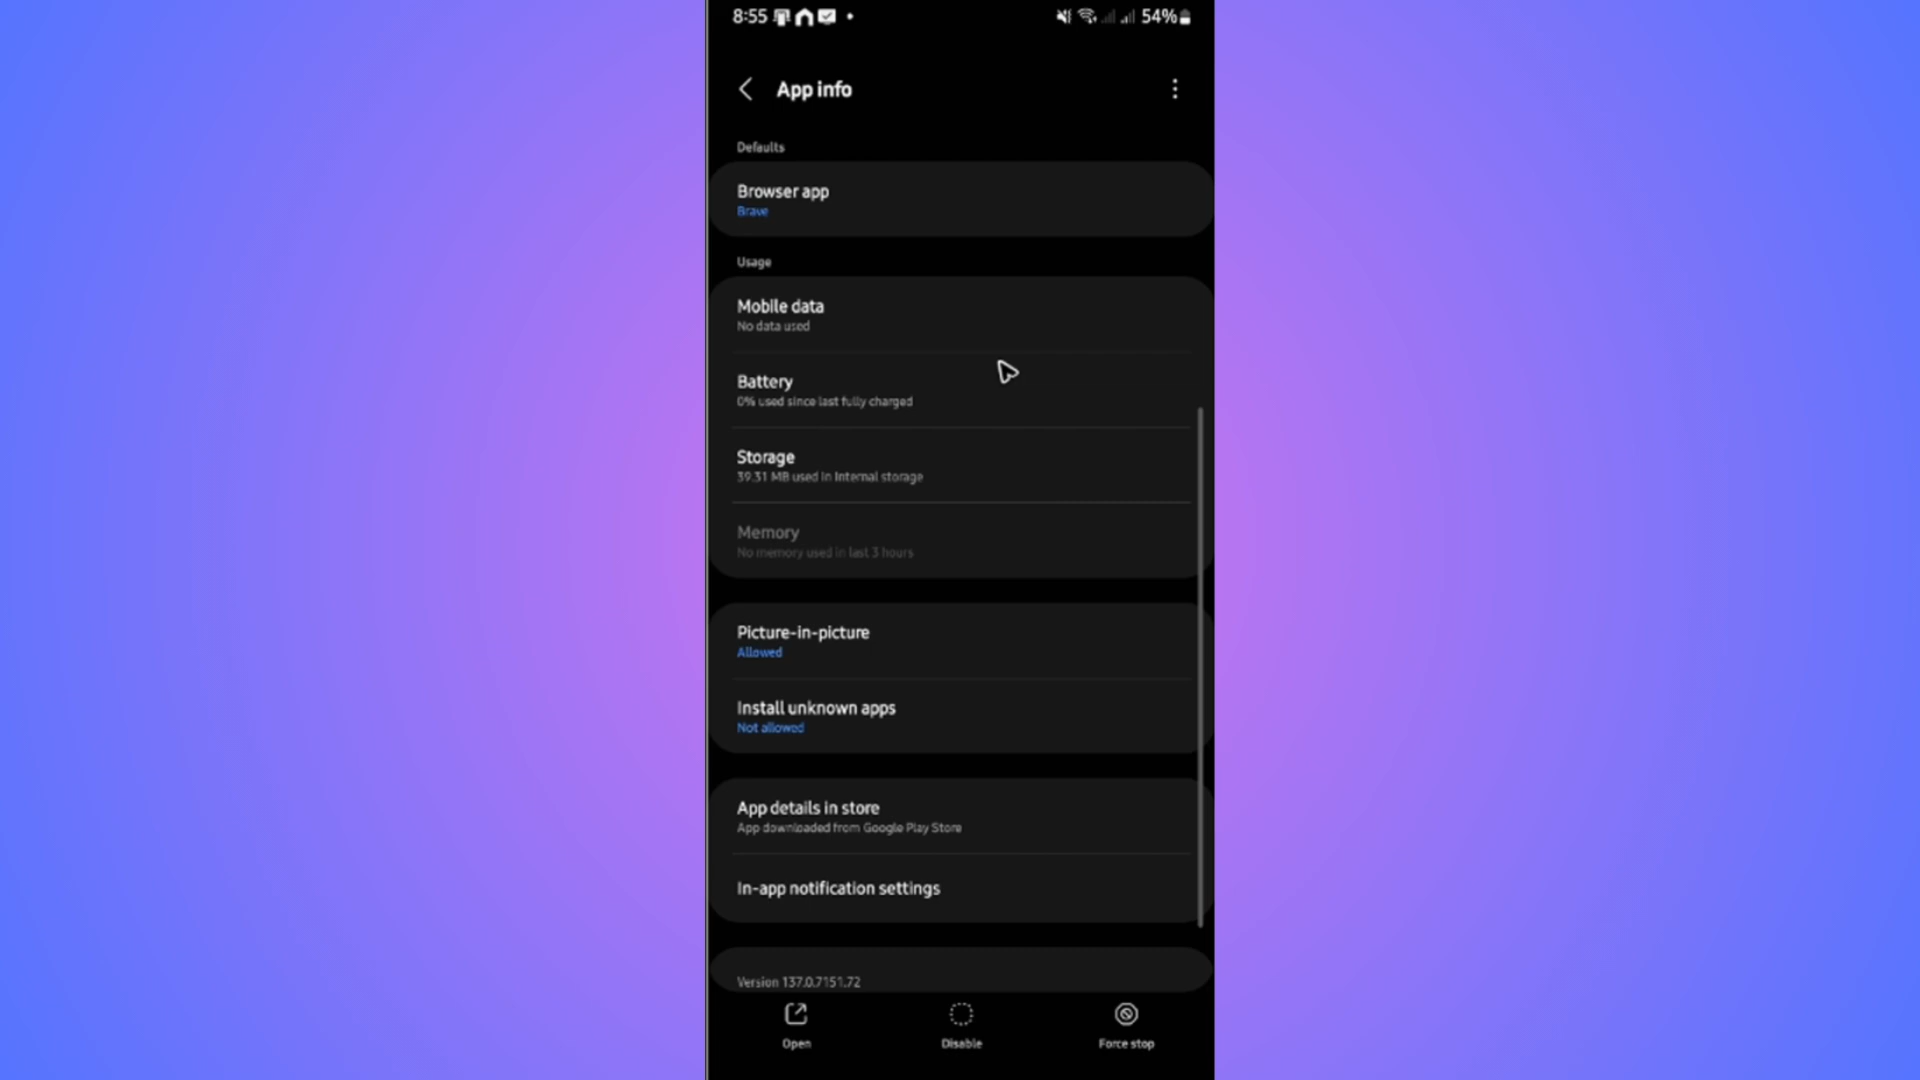 8:55
54%
App info
Defaults
Browser app
Brave
Usage
Mobile data
No data used
Battery
0% used since last fully charged
Storage
39.31 MB used in Internal storage
Memory
No memory used in last 3 hours
Picture-in-picture
Allowed
Install unknown apps
Not allowed
App details in store
App downloaded from Google Play Store
In-app notification settings
Version 137.0.7151.72
Open
Disable
Force stop